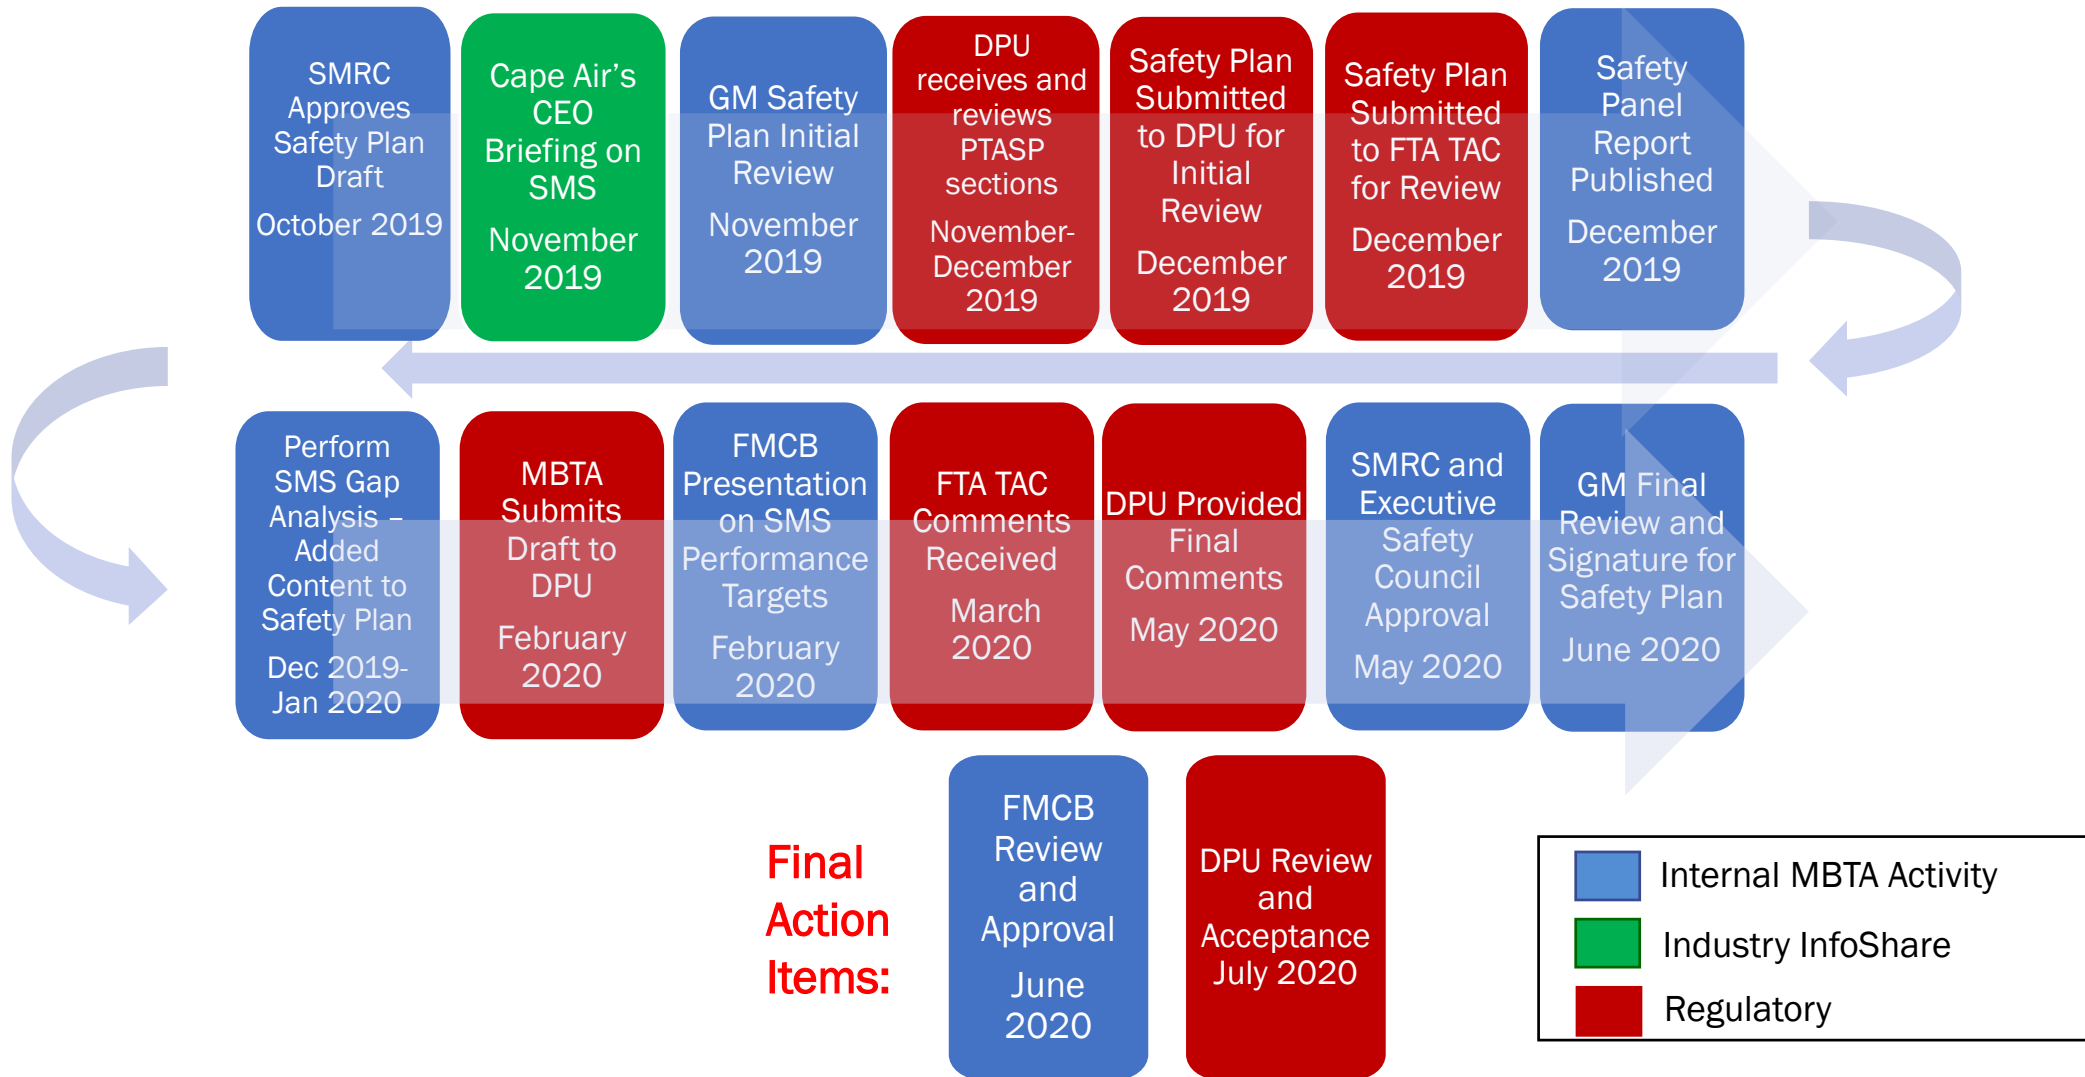 SMRC
Approves
Safety Plan
Draft
October 2019
Cape Air’s
CEO
Briefing on
SMS
November
2019
GM Safety
Plan Initial
Review
November
2019
DPU
receives and
reviews
PTASP
sections
November-
December
2019
Safety Plan
Submitted
to DPU for
Initial
Review
December
2019
Safety Plan
Submitted
to FTA TAC
for Review
December
2019
Safety
Panel
Report
Published
December
2019
Perform
SMS Gap
Analysis –
Added
Content to
Safety Plan
Dec 2019-
Jan 2020
MBTA
Submits
Draft to
DPU
February
2020
FMCB
Presentation
on SMS
Performance
Targets
February
2020
FTA TAC
Comments
Received
March
2020
DPU Provided
Final
Comments
May 2020
SMRC and
Executive
Safety
Council
Approval
May 2020
GM Final
Review and
Signature for
Safety Plan
June 2020
Final
Action
Items:
FMCB
Review
and
Approval
June
2020
DPU Review
and
Acceptance
July 2020
Internal MBTA Activity
Industry InfoShare
Regulatory